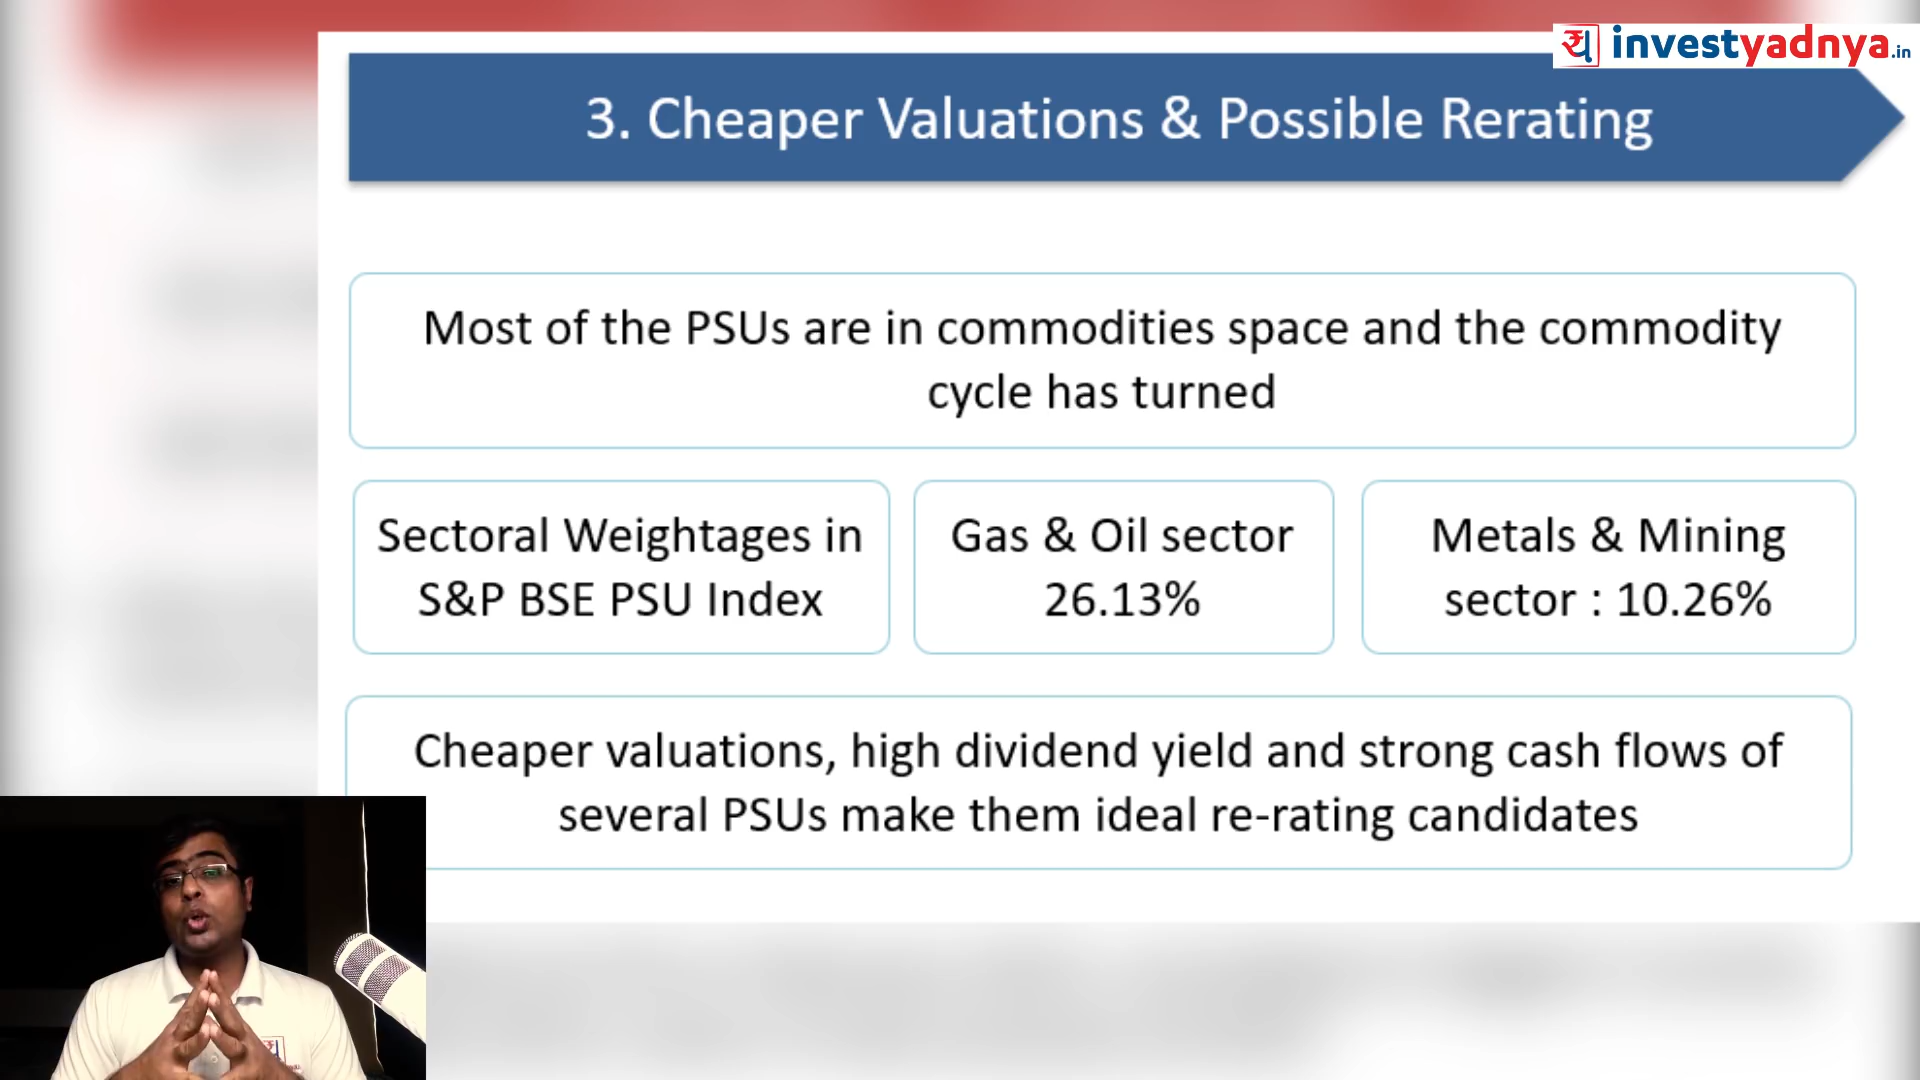 investyadnya.in
3. Cheaper Valuations & Possible Rerating
Most of the PSUs are in commodities space and the commodity
cycle has turned
Sectoral Weightages in
S&P BSE PSU Index
Gas & Oil sector
26.13%
Metals & Mining
sector : 10.26%
Cheaper valuations, high dividend yield and strong cash flows of
several PSUs make them ideal re-rating candidates